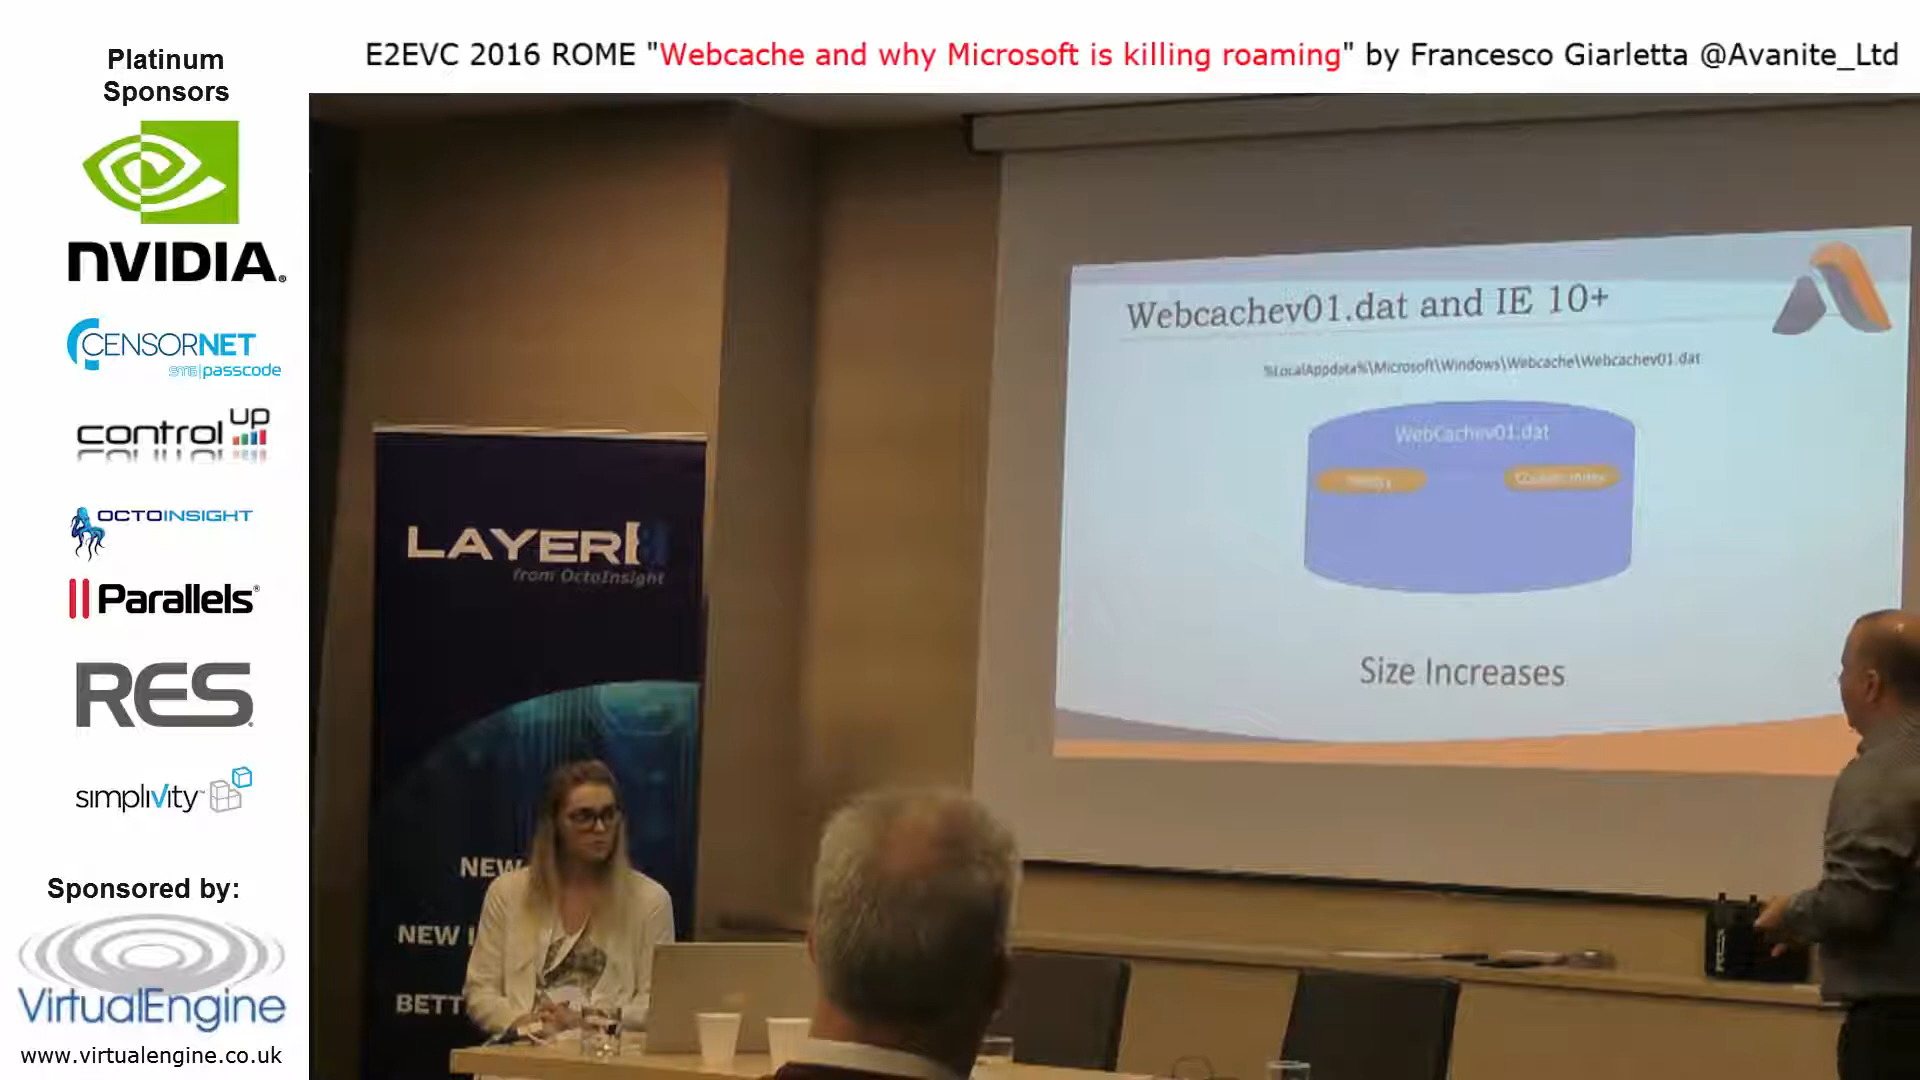 Platinum
Sponsors
E2EVC 2016 ROME "Webcache and why Microsoft is killing roaming" by Francesco Giarletta @Avanite_Ltd
NVIDIA®
CENSORNET
SMS|passcode
control UP
OCTOINSIGHT
Parallels®
RES
simplivity
Sponsored by:
VirtualEngine
www.virtualengine.co.uk
LAYER8
from OctoInsight
NEW
NEW
BETT
Webcachev01.dat and IE 10+
%LocalAppdata%\Microsoft\Windows\Webcache\Webcachev01.dat
WebCachev01.dat
Size Increases